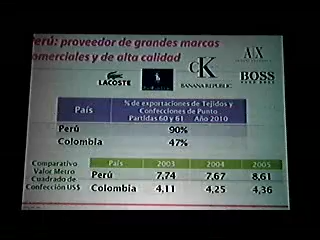 Perú: proveedor de grandes marcas
comerciales y de alta calidad
LACOSTE
CK
BANANA REPUBLIC
A|X
BOSS
HUGO BOSS
País
% de exportaciones de Tejidos y
Confecciones de Punto
Partidas 60 y 61 Año 2010
Perú 90%
Colombia 47%
Comparativo
Valor Metro
Cuadrado de
Confección US$
País 2003 2004 2005
Perú 7,74 7,67 8,61
Colombia 4,11 4,25 4,36